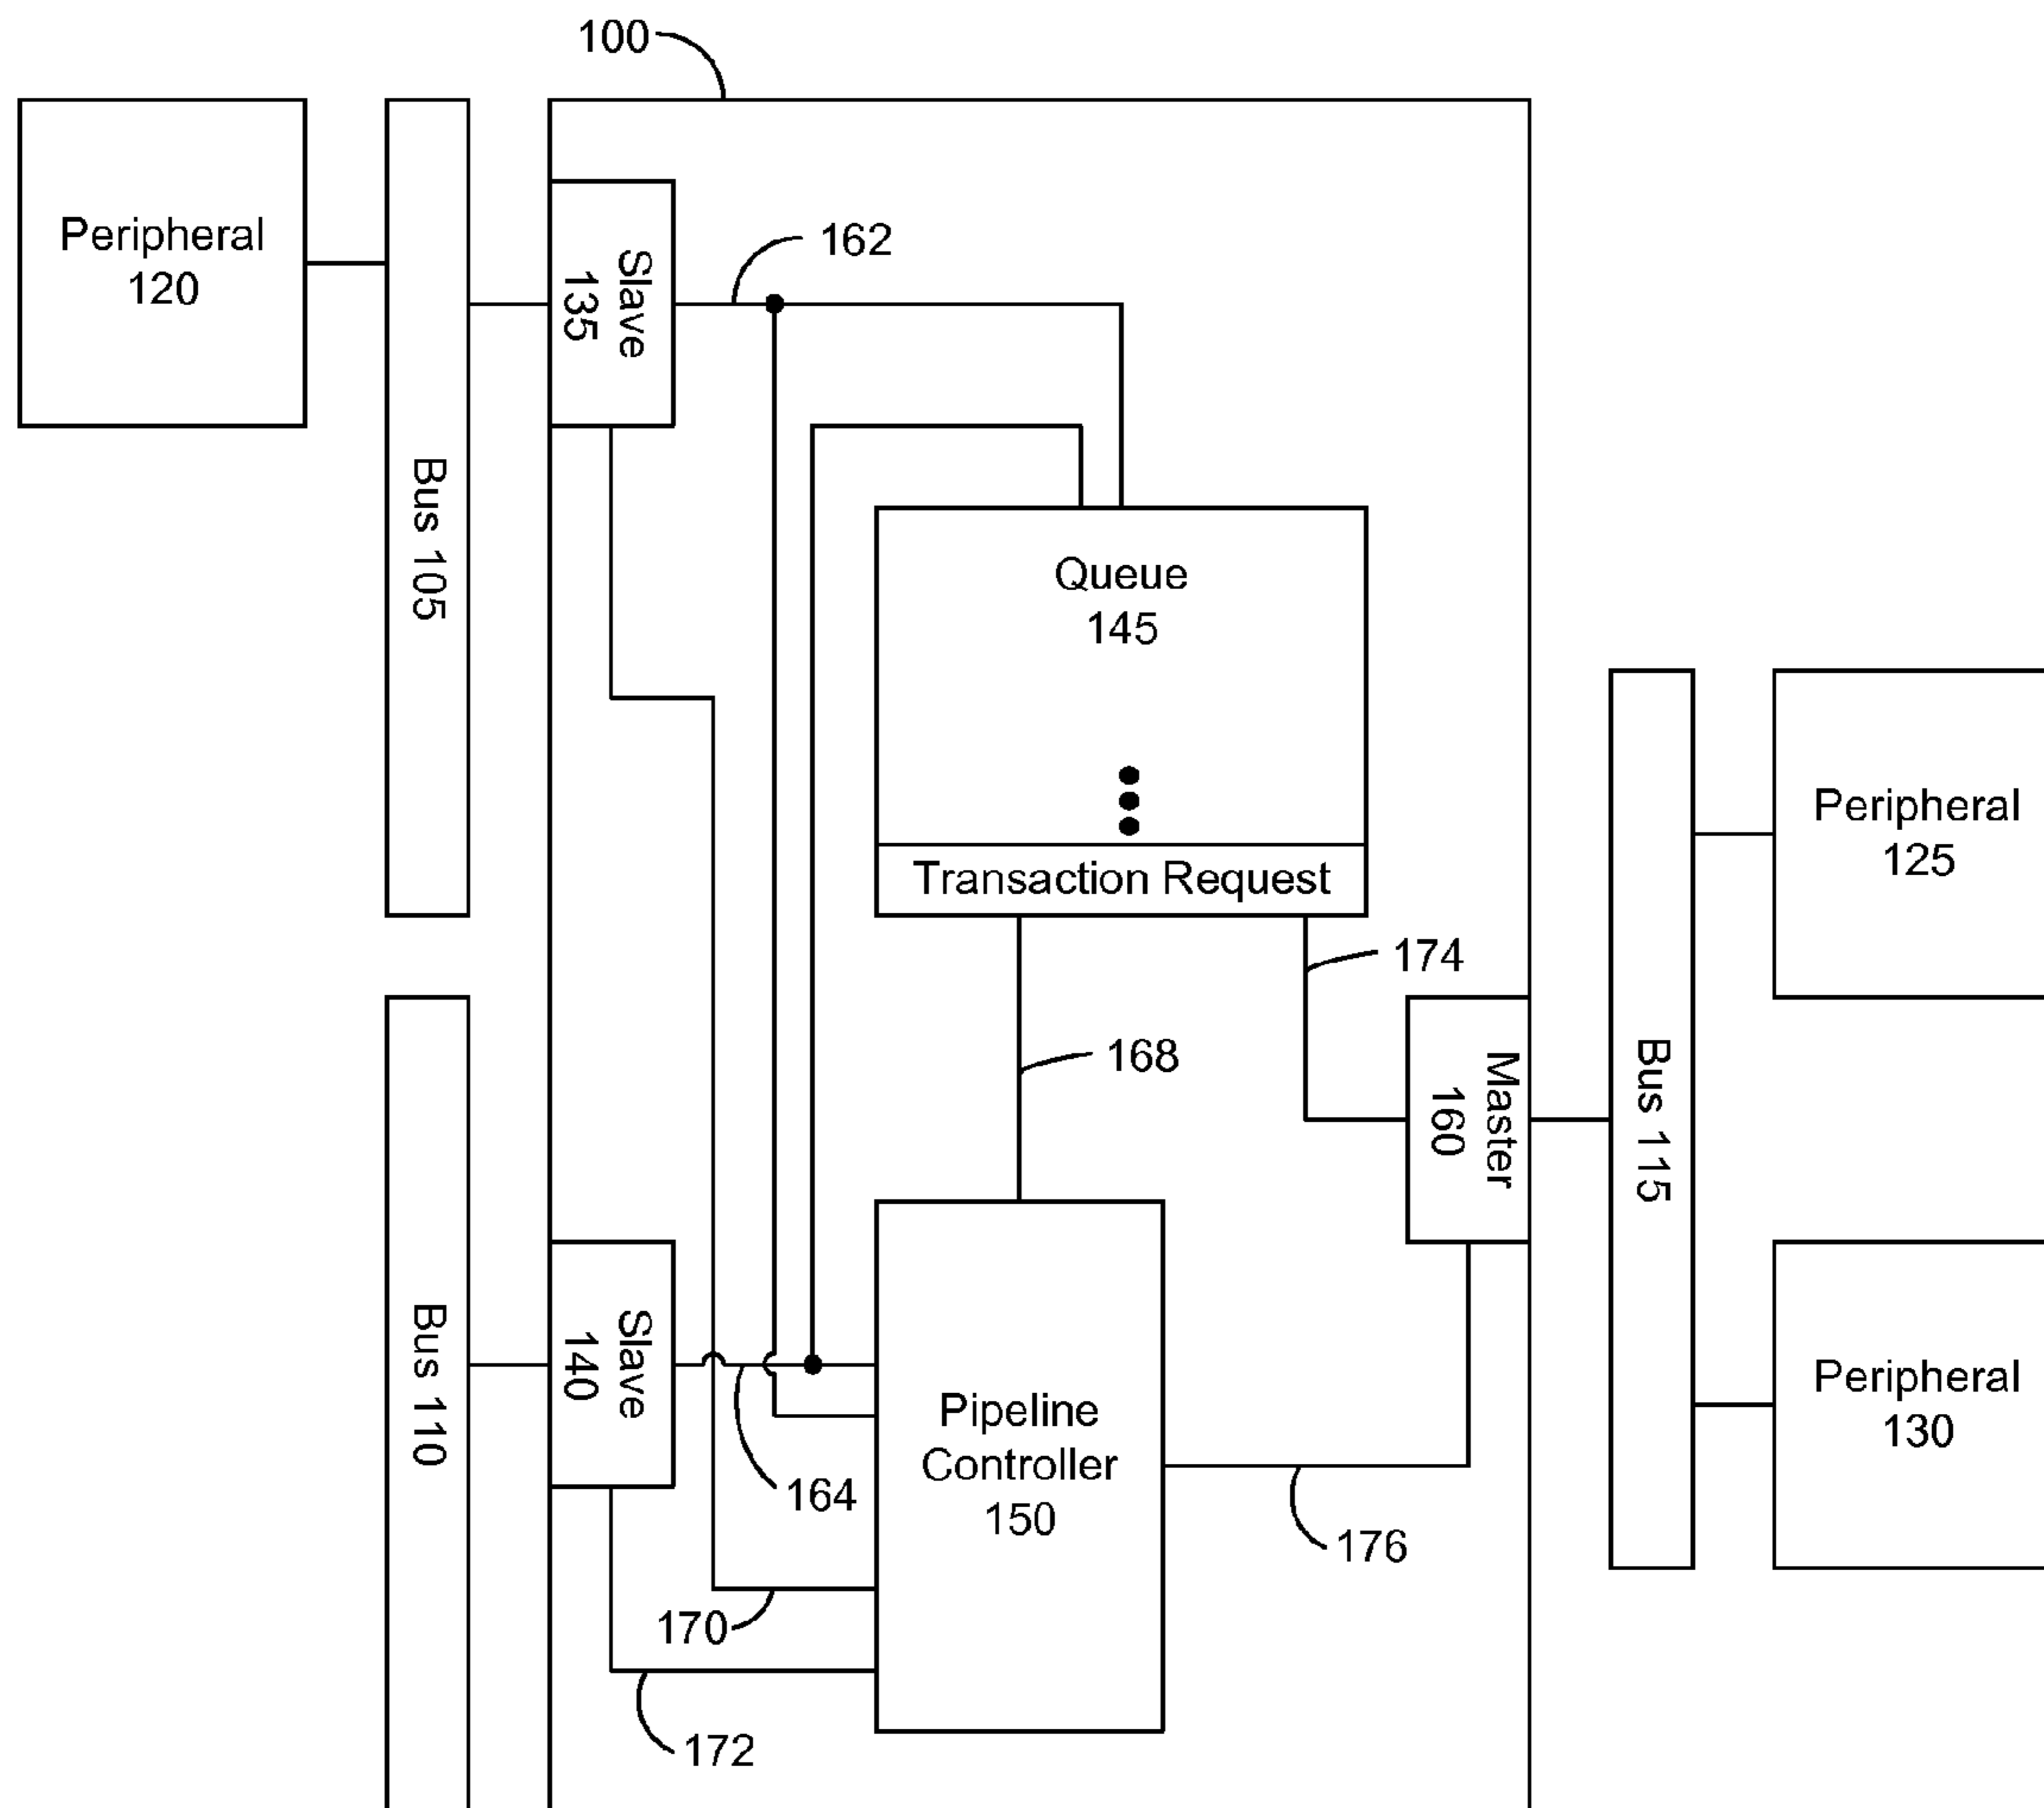 100
Peripheral
120
Bus 105
Slave
135
162
Queue
145
Transaction Request
174
168
Master
160
Bus 115
Peripheral
125
Peripheral
130
Bus 110
Slave
140
164
Pipeline
Controller
150
176
170
172